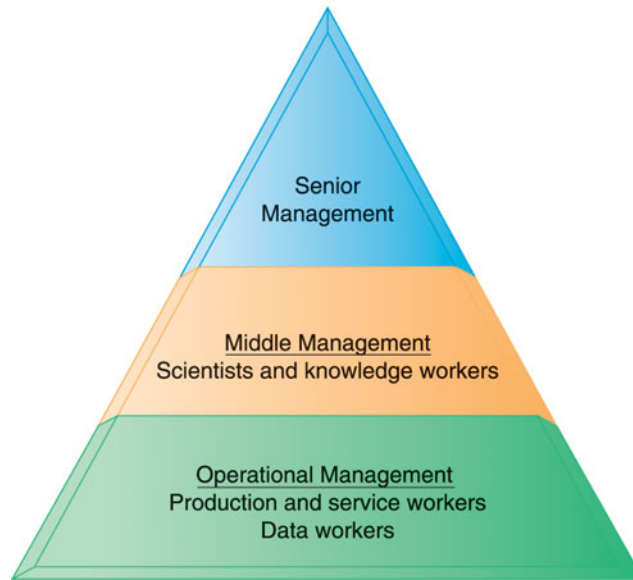 Senior
Management
Middle Management
Scientists and knowledge workers
Operational Management
Production and service workers
Data workers